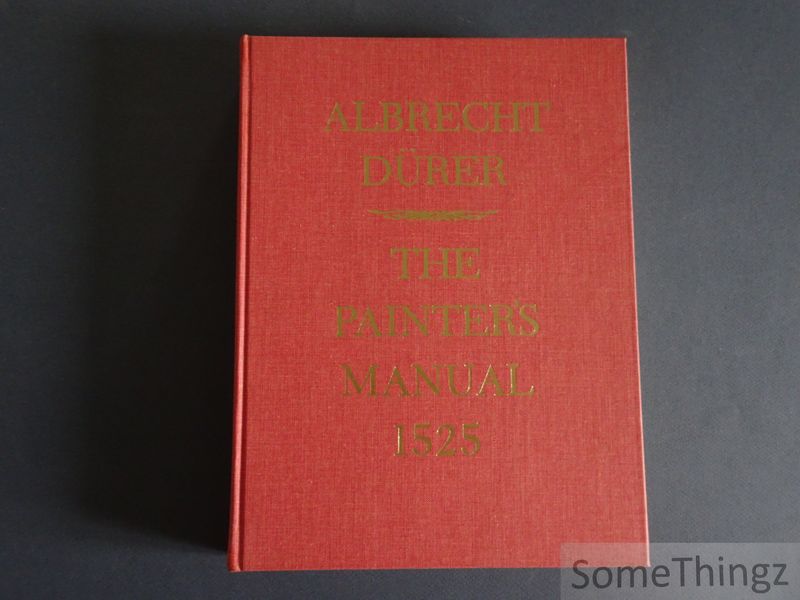 ALBRECHT
DÜRER
THE
PAINTER'S
MANUAL
1525
SomeThingz